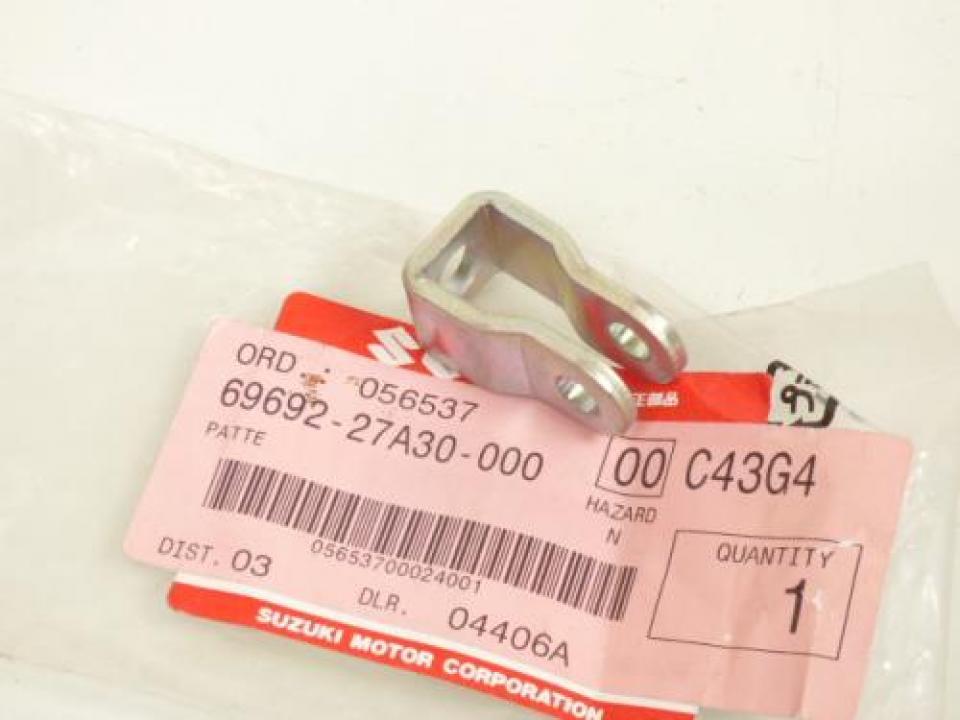 ORD . 056537
69692-27A30-000
00 C43G4
PATTE
HAZARD
N
QUANTITY
1
05653700024001
DIST. 03
DLR. 04406A
SUZUKI MOTOR CORPORATION